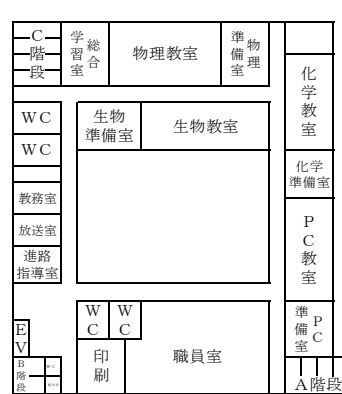 C階段
総合学習室
物理教室
物理準備室
化学教室
WC
WC
生物準備室
生物教室
化学準備室
教務室
放送室
進路指導室
PC教室
WC
WC
PC準備室
EV
印刷
職員室
B階段
A階段